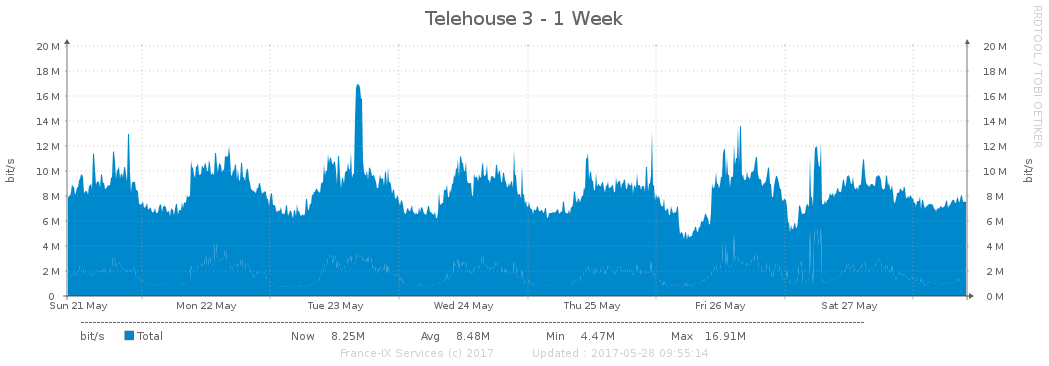 Telehouse 3 - 1 Week
RRDTOOL / TOBI OETIKER
bit/s
20 M
18 M
16 M
14 M
12 M
10 M
8 M
6 M
4 M
2 M
0
20 M
18 M
16 M
14 M
12 M
10 M
8 M
6 M
4 M
2 M
0 M
bit/s
Sun 21 May Mon 22 May Tue 23 May Wed 24 May Thu 25 May Fri 26 May Sat 27 May
bit/s Total Now 8.25M Avg 8.48M Min 4.47M Max 16.91M
France-IX Services (c) 2017 Updated : 2017-05-28 09:55:14